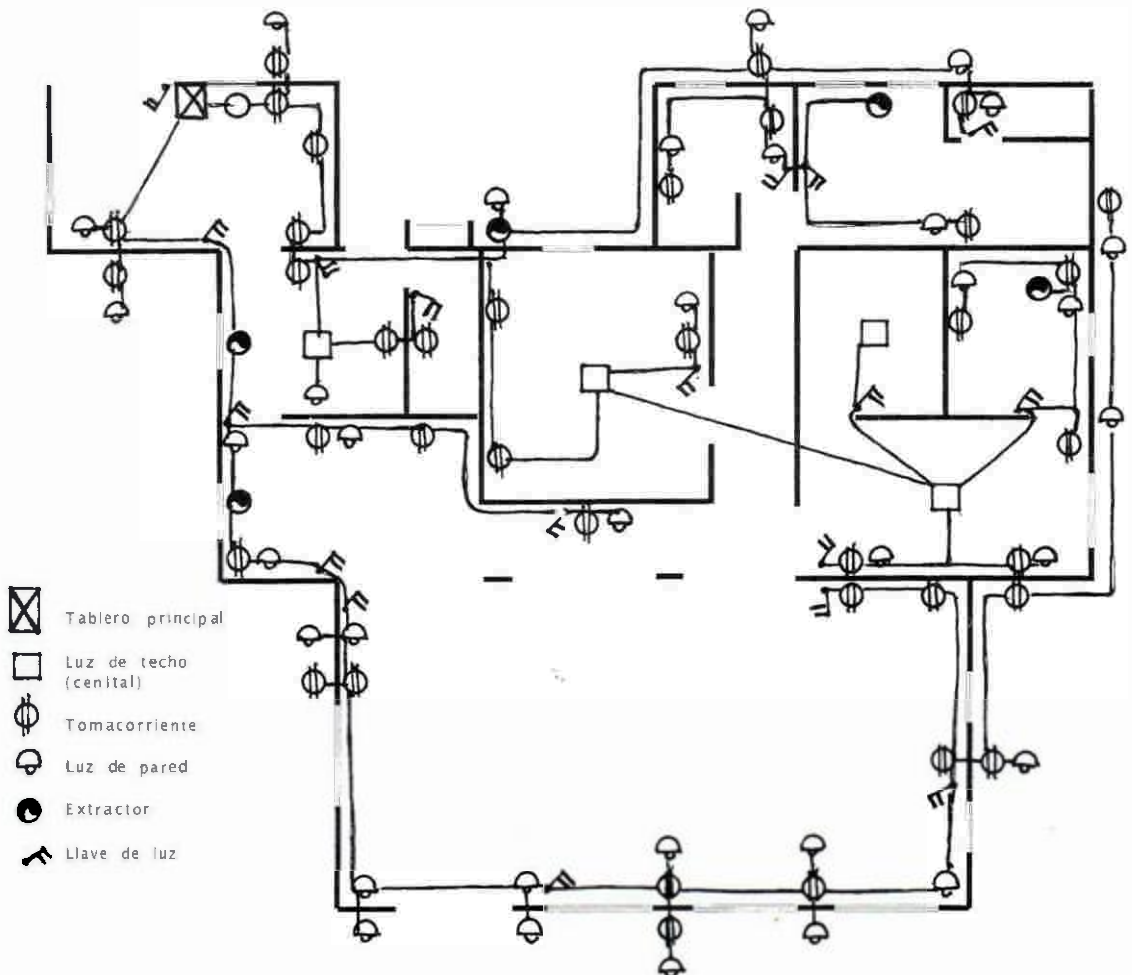 Tablero principal
Luz de techo
(cenital)
Tomacorriente
Luz de pared
Extractor
Llave de luz